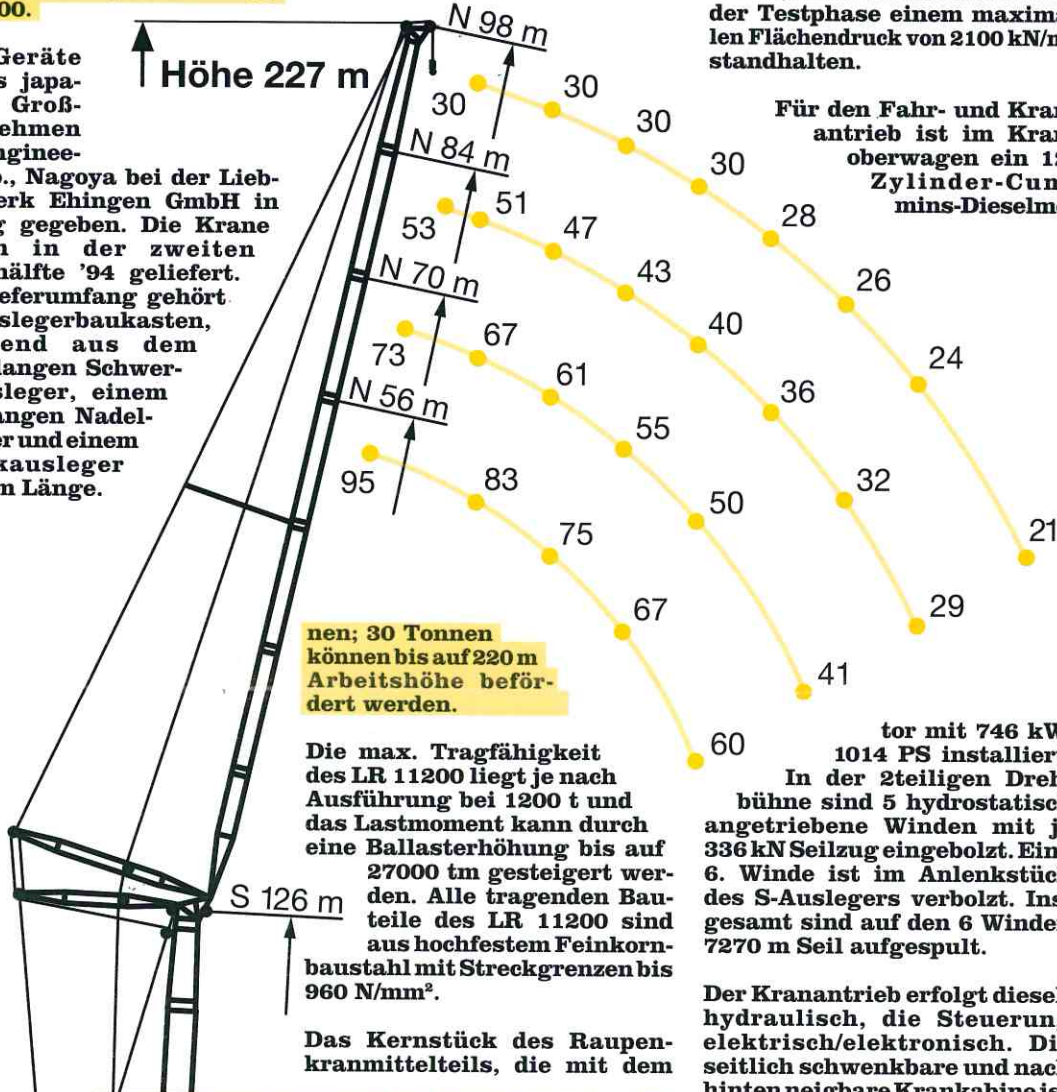 00.
Geräte
s japa-
Groß-
ehmen
nginee-
o., Nagoya bei der Lieb-
erk Ehingen GmbH in
g gegeben. Die Krane
n in der zweiten
hälfte ’94 geliefert.
eferumfang gehört
slegerbaukasten,
end aus dem
langen Schwer-
sleger, einem
angen Nadel-
er und einem
kausleger
m Länge.
Höhe 227 m
N 98 m
30
30
30
30
28
26
24
21
N 84 m
53
51
47
43
40
36
32
29
N 70 m
73
67
61
55
50
41
N 56 m
95
83
75
67
60
S 126 m
nen; 30 Tonnen
können bis auf 220 m
Arbeitshöhe beför-
dert werden.
Die max. Tragfähigkeit
des LR 11200 liegt je nach
Ausführung bei 1200 t und
das Lastmoment kann durch
eine Ballasterhöhung bis auf
27000 tm gesteigert wer-
den. Alle tragenden Bau-
teile des LR 11200 sind
aus hochfestem Feinkorn-
baustahl mit Streckgrenzen bis
960 N/mm².
Das Kernstück des Raupen-
kranmittelteils, die mit dem
der Testphase einem maxima
len Flächendruck von 2100 kN/m
standhalten.
Für den Fahr- und Kran
antrieb ist im Kran
oberwagen ein 12
Zylinder-Cum
mins-Dieselmo
tor mit 746 kW
1014 PS installiert
In der 2teiligen Dreh
bühne sind 5 hydrostatisc
angetriebene Winden mit j
336 kN Seilzug eingebolzt. Ein
6. Winde ist im Anlenkstüc
des S-Auslegers verbolzt. Ins
gesamt sind auf den 6 Winden
7270 m Seil aufgespult.
Der Kranantrieb erfolgt diesel
hydraulisch, die Steuerun
elektrisch/elektronisch. Di
seitlich schwenkbare und nach
hinten neigbare Krankabine is